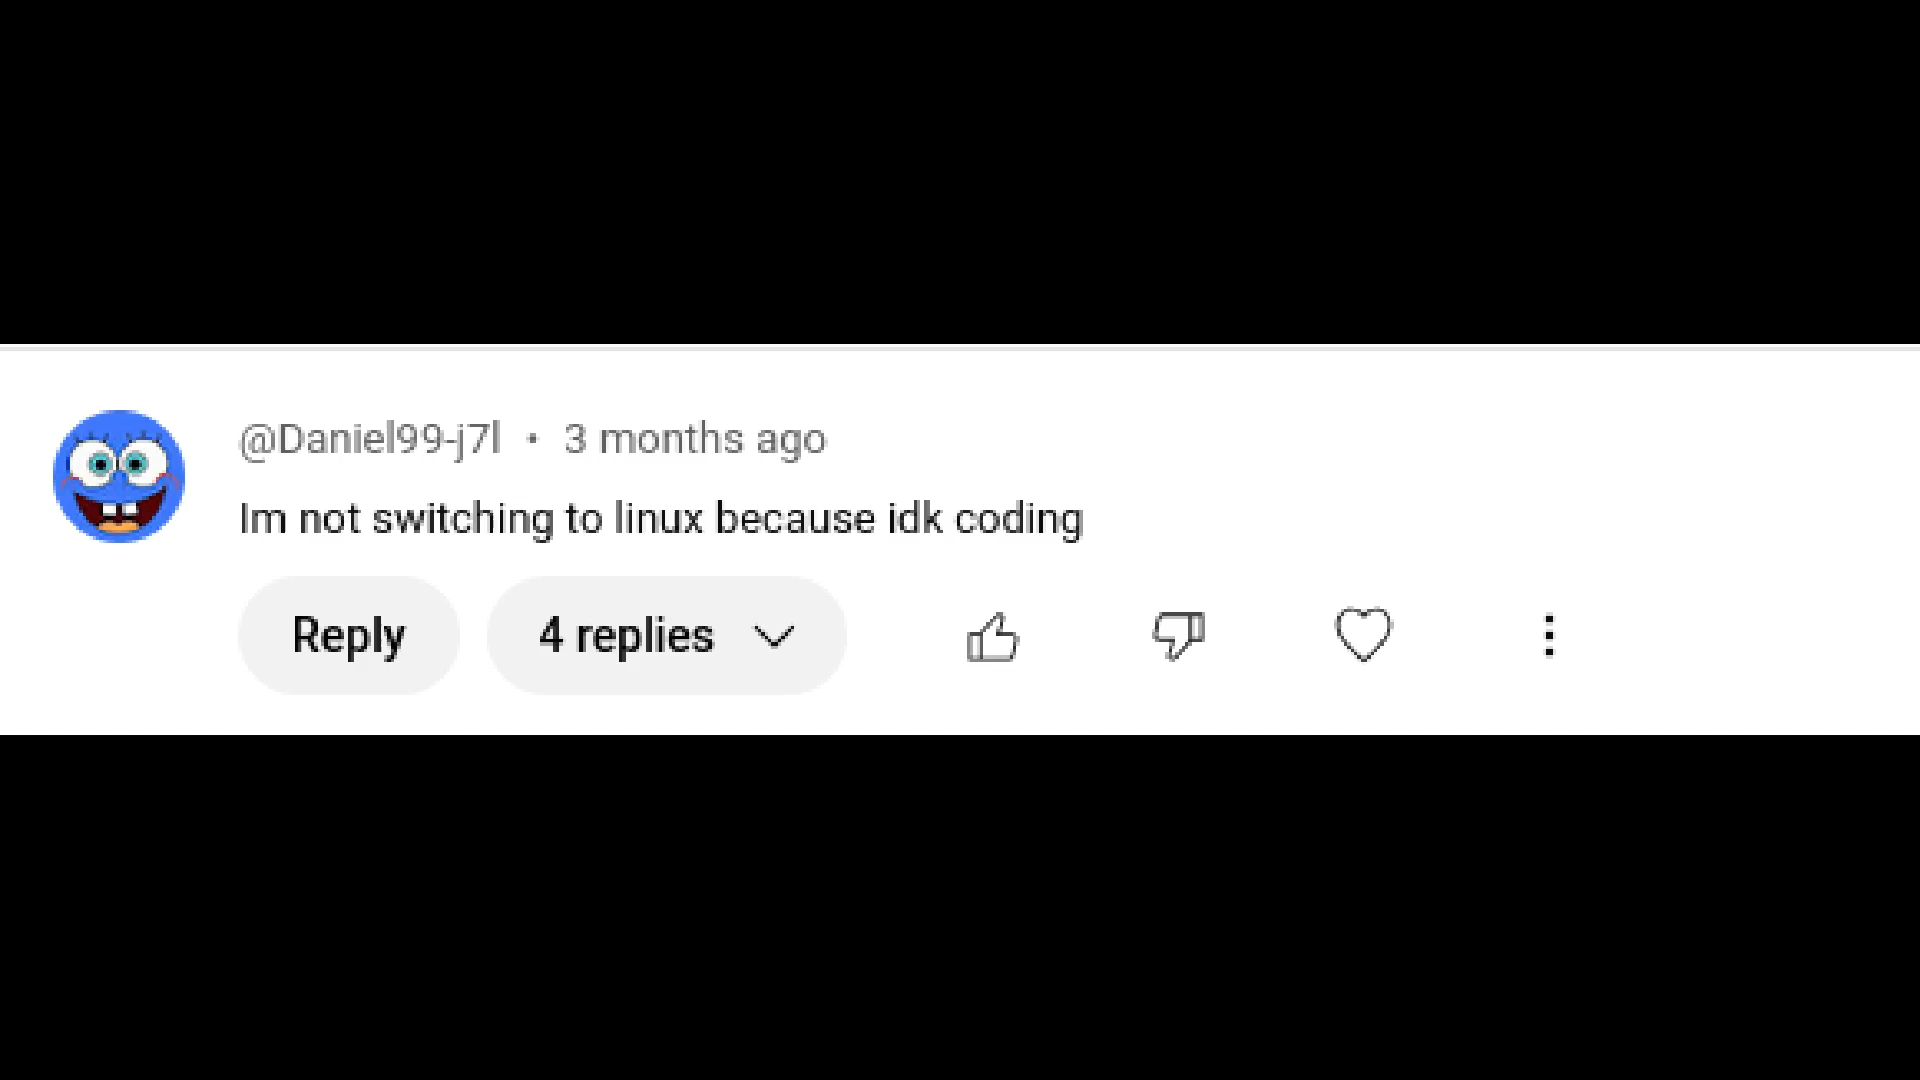 @Daniel99-j7l • 3 months ago
Im not switching to linux because idk coding
Reply 4 replies